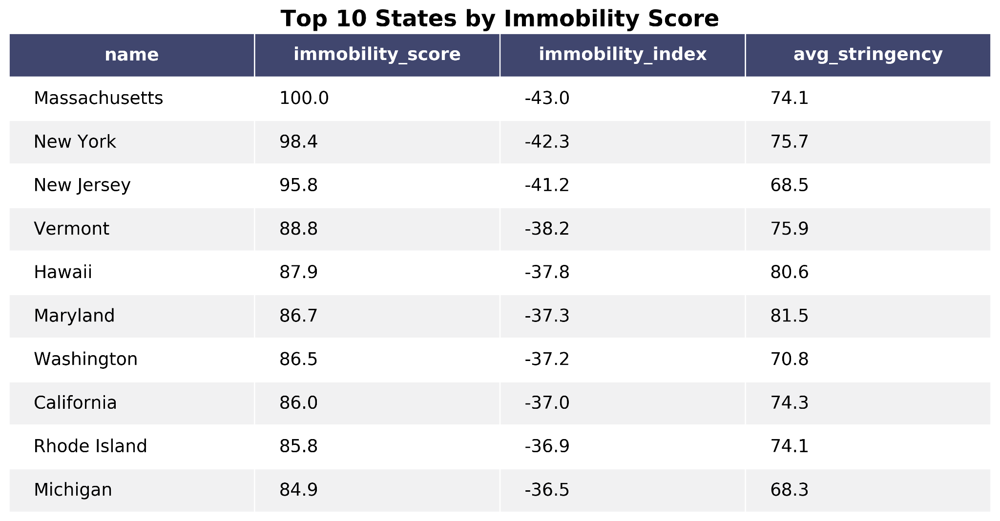 Top 10 States by Immobility Score
name immobility_score immobility_index avg_stringency
Massachusetts 100.0 -43.0 74.1
New York 98.4 -42.3 75.7
New Jersey 95.8 -41.2 68.5
Vermont 88.8 -38.2 75.9
Hawaii 87.9 -37.8 80.6
Maryland 86.7 -37.3 81.5
Washington 86.5 -37.2 70.8
California 86.0 -37.0 74.3
Rhode Island 85.8 -36.9 74.1
Michigan 84.9 -36.5 68.3